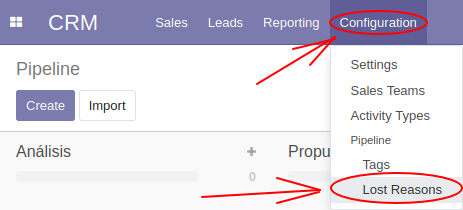 CRM Sales Leads Reporting Configuration
Pipeline
Settings
Create Import
Sales Teams
Activity Types
Pipeline
Análisis + Propu
Tags
0
Lost Reasons